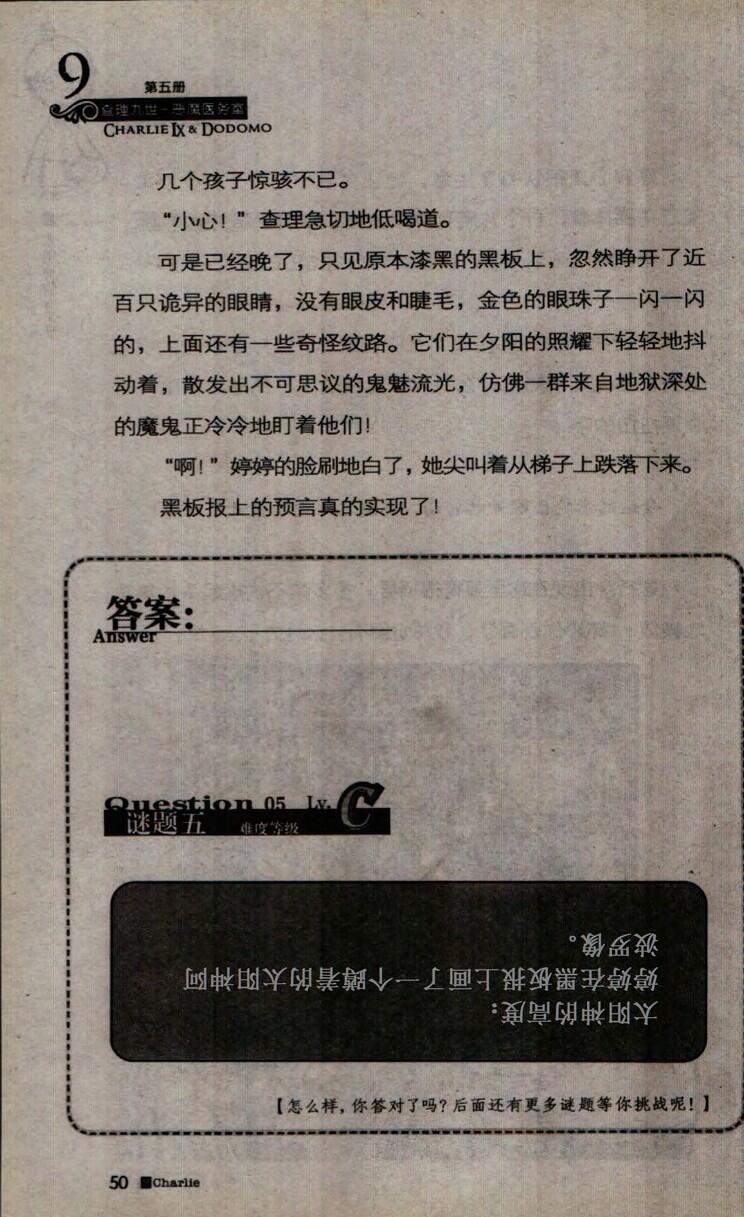 9
第五册
查理九世·恶魔医务室
CHARLIE IX & DODOMO
几个孩子惊骇不已。
“小心！”查理急切地低喝道。
可是已经晚了，只见原本漆黑的黑板上，忽然睁开了近
百只诡异的眼睛，没有眼皮和睫毛，金色的眼珠子一闪一闪
的，上面还有一些奇怪纹路。它们在夕阳的照耀下轻轻地抖
动着，散发出不可思议的鬼魅流光，仿佛一群来自地狱深处
的魔鬼正冷冷地盯着他们！
“啊！”婷婷的脸刷地白了，她尖叫着从梯子上跌落下来。
黑板报上的预言真的实现了！
答案：
Answer
Question 05 Lv. C
谜题五 难度等级
太阳神的高度：
婷婷在黑板报上画了一个蹲着的太阳神阿
波罗像。
【怎么样，你答对了吗？后面还有更多谜题等你挑战呢！】
50 Charlie